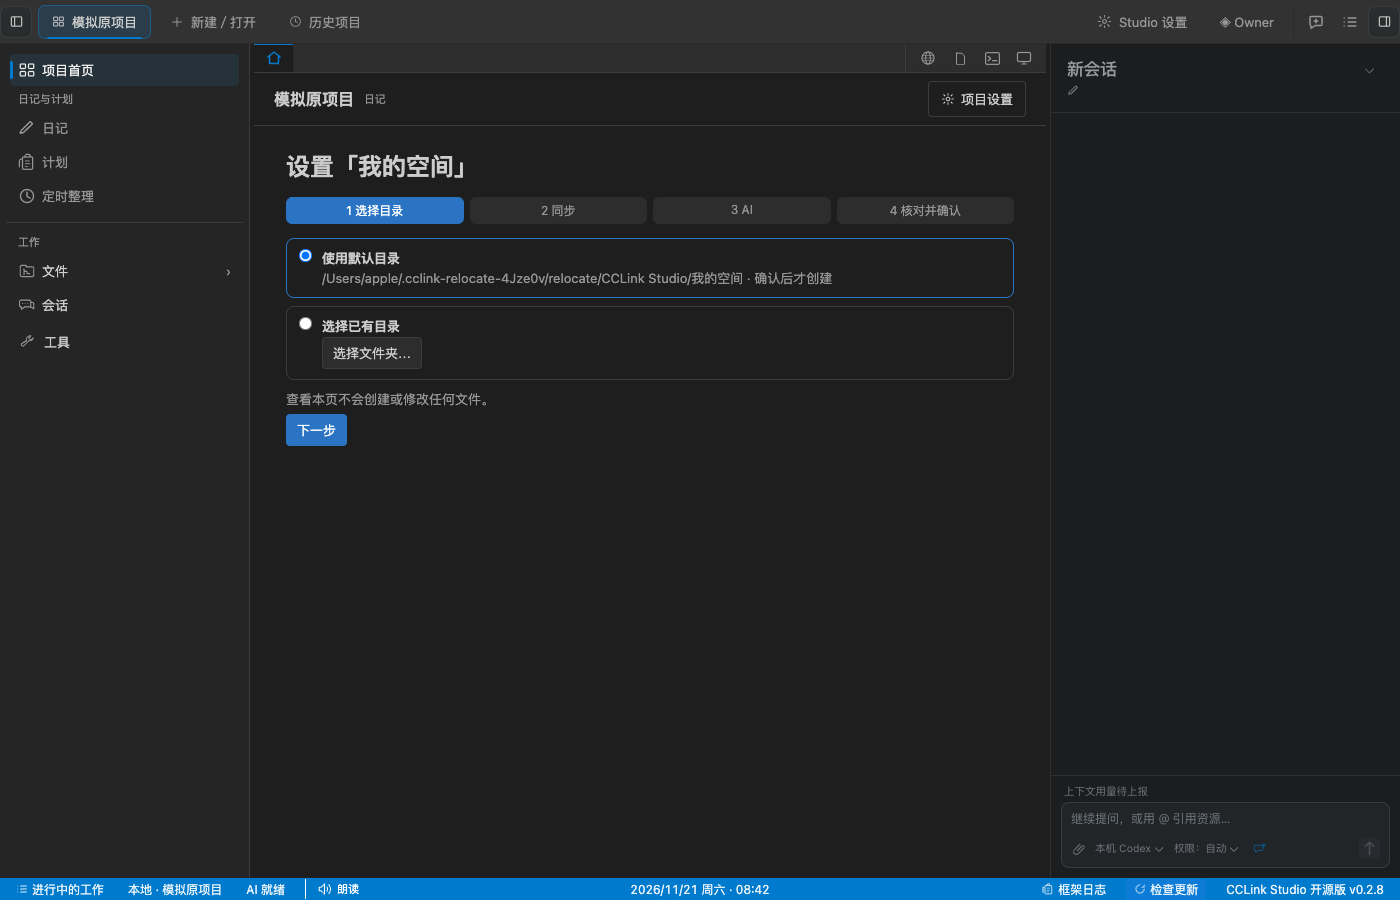 模拟原项目
新建 / 打开
历史项目
Studio 设置
Owner
项目首页
日记与计划
日记
计划
定时整理
工作
文件
会话
工具
模拟原项目 日记
项目设置
设置「我的空间」
1 选择目录
2 同步
3 AI
4 核对并确认
使用默认目录
/Users/apple/.cclink-relocate-4Jze0v/relocate/CCLink Studio/我的空间 · 确认后才创建
选择已有目录
选择文件夹...
查看本页不会创建或修改任何文件。
下一步
新会话
上下文用量待上报
继续提问，或用 @ 引用资源...
本机 Codex 权限：自动
进行中的工作 本地 · 模拟原项目 AI 就绪 朗读 2026/11/21 周六 · 08:42 框架日志 检查更新 CCLink Studio 开源版 v0.2.8